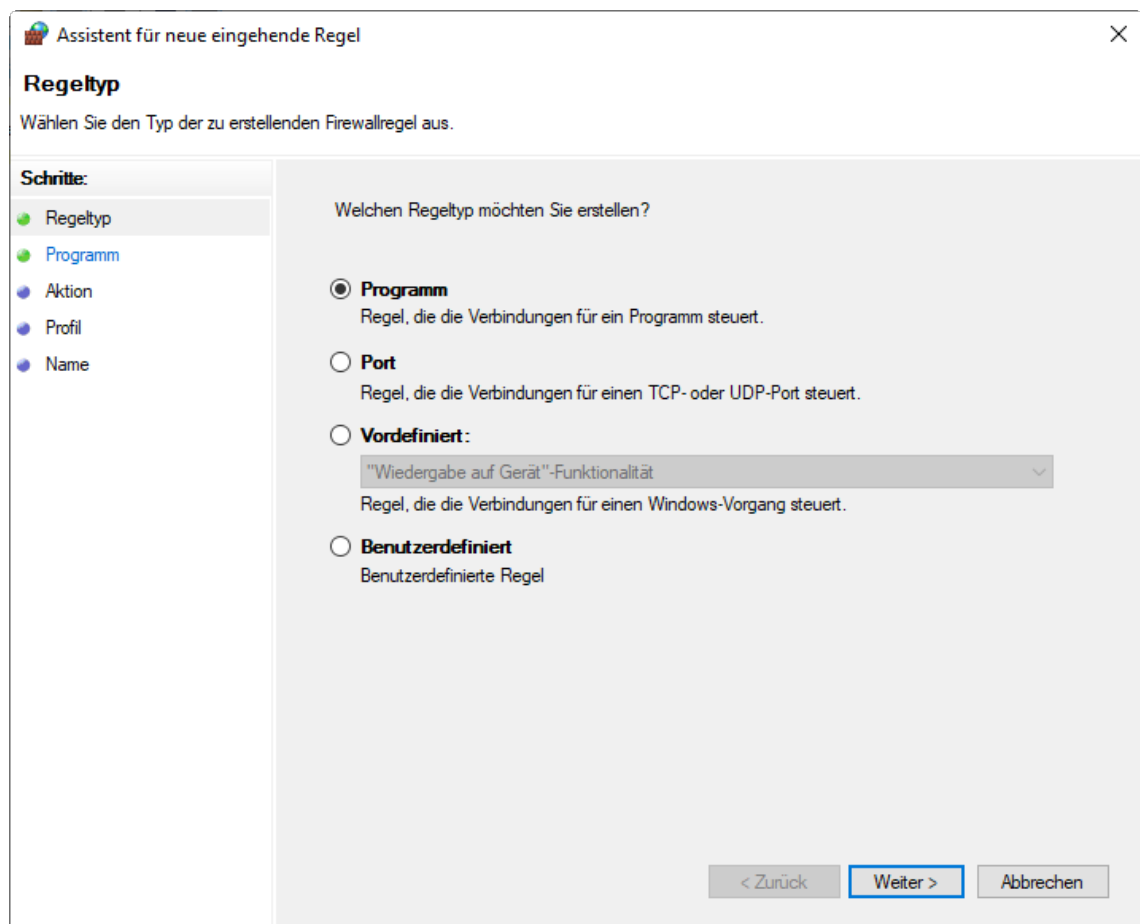 Assistent für neue eingehende Regel
Regeltyp
Wählen Sie den Typ der zu erstellenden Firewallregel aus.
Schritte:
Regeltyp
Programm
Aktion
Profil
Name
Welchen Regeltyp möchten Sie erstellen?
Programm
Regel, die die Verbindungen für ein Programm steuert.
Port
Regel, die die Verbindungen für einen TCP- oder UDP-Port steuert.
Vordefiniert:
"Wiedergabe auf Gerät"-Funktionalität
Regel, die die Verbindungen für einen Windows-Vorgang steuert.
Benutzerdefiniert
Benutzerdefinierte Regel
< Zurück
Weiter >
Abbrechen